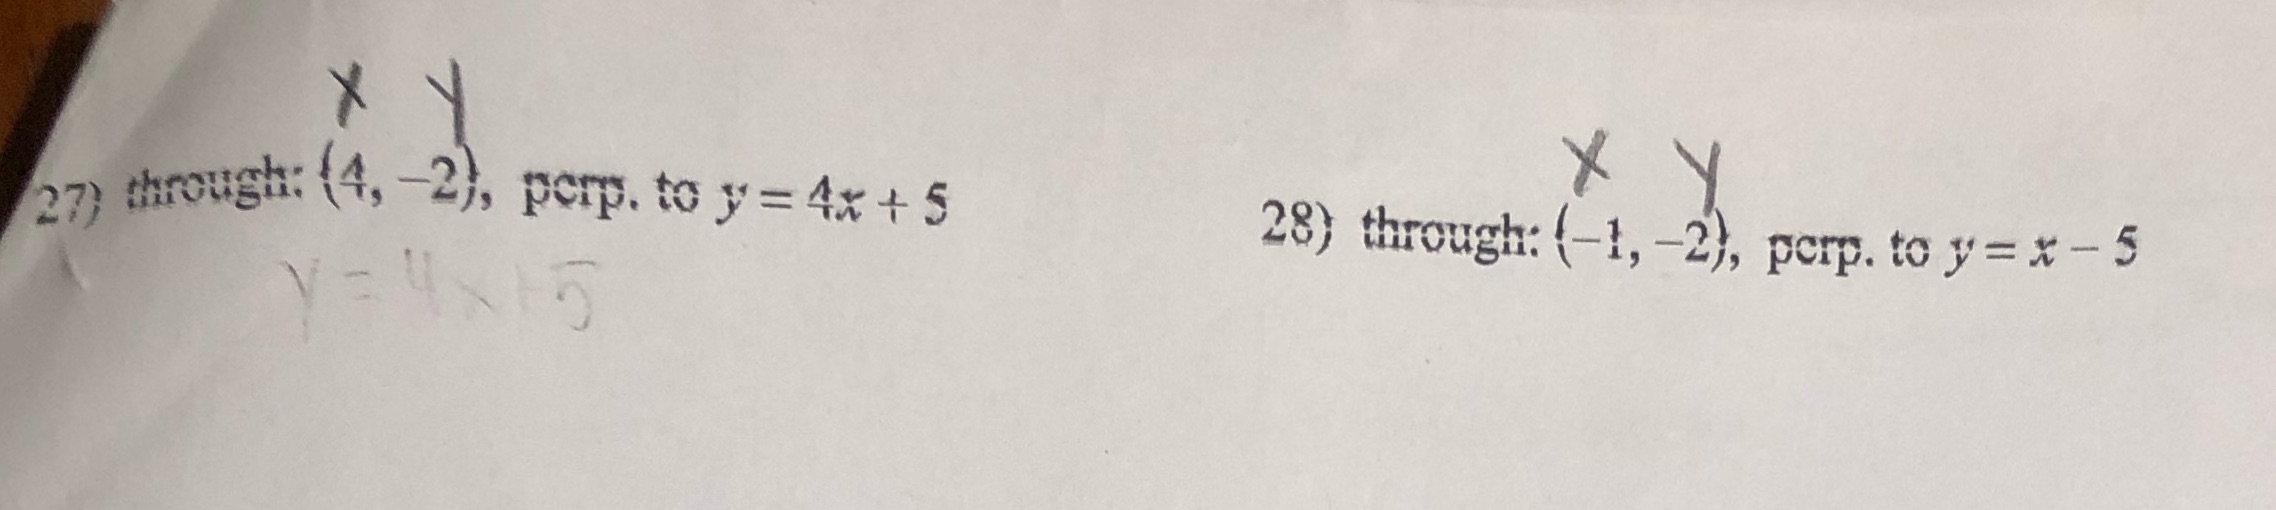 x y
27) through: (4, −2), perp. to y = 4x + 5
y = 4x+5
x y
28) through: (−1, −2), perp. to y = x − 5